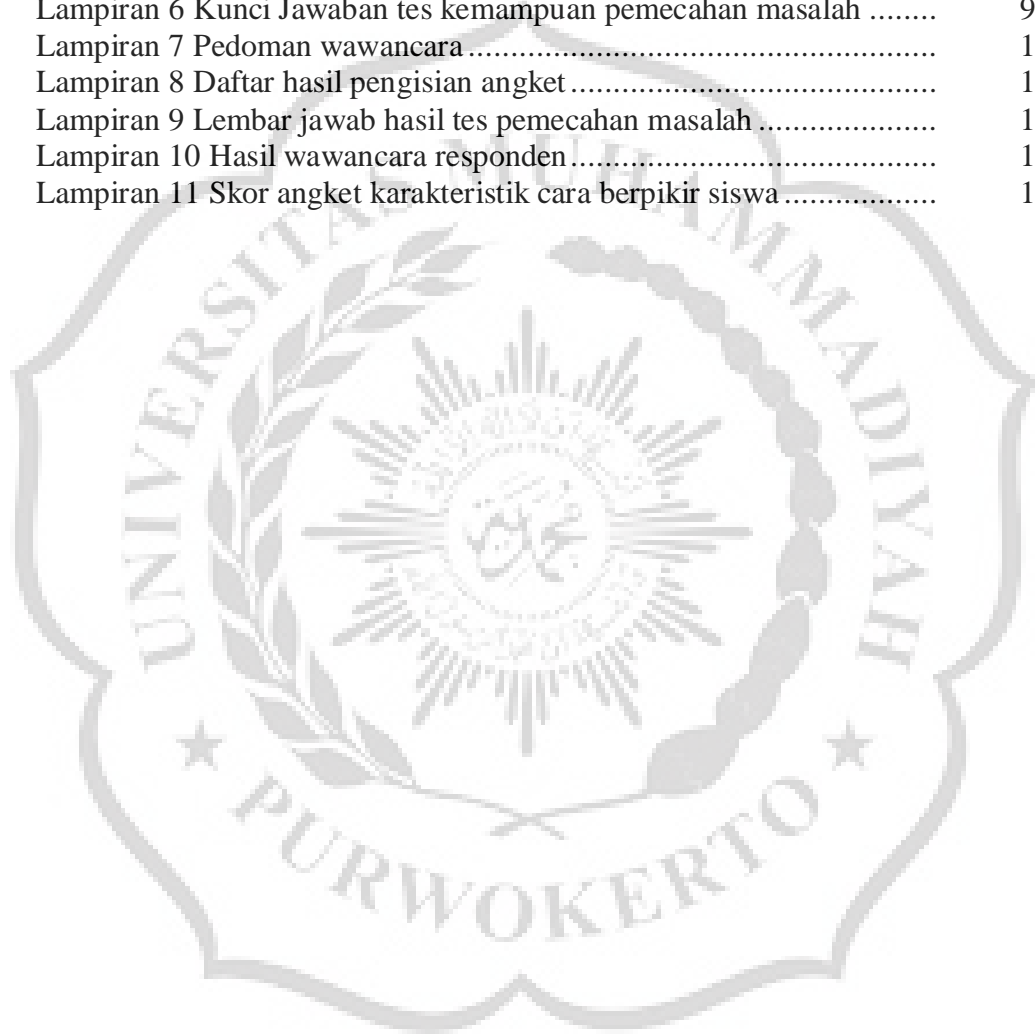 Lampiran 6 Kunci Jawaban tes kemampuan pemecahan masalah ........ 9
Lampiran 7 Pedoman wawancara ........................................................ 1
Lampiran 8 Daftar hasil pengisian angket ............................................ 1
Lampiran 9 Lembar jawab hasil tes pemecahan masalah ..................... 1
Lampiran 10 Hasil wawancara responden ............................................ 1
Lampiran 11 Skor angket karakteristik cara berpikir siswa .................. 1
UNIVERSITAS MUHAMMADIYAH
PURWOKERTO